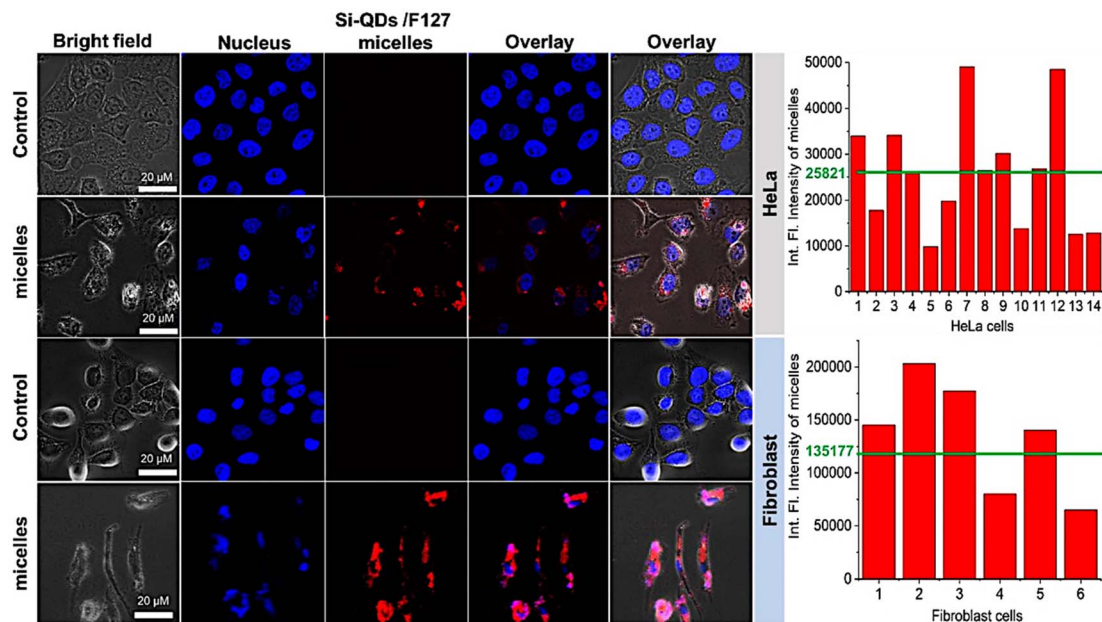 Si-QDs /F127
Bright field Nucleus micelles Overlay Overlay
Control
20 μM
micelles
20 μM
HeLa
Control
20 μM
micelles
20 μM
Fibroblast
Int. Fl. Intensity of micelles
50000
40000
30000
25821
20000
10000
0
1 2 3 4 5 6 7 8 9 10 11 12 13 14
HeLa cells
Int. Fl. Intensity of micelles
200000
150000
135177
100000
50000
0
1 2 3 4 5 6
Fibroblast cells